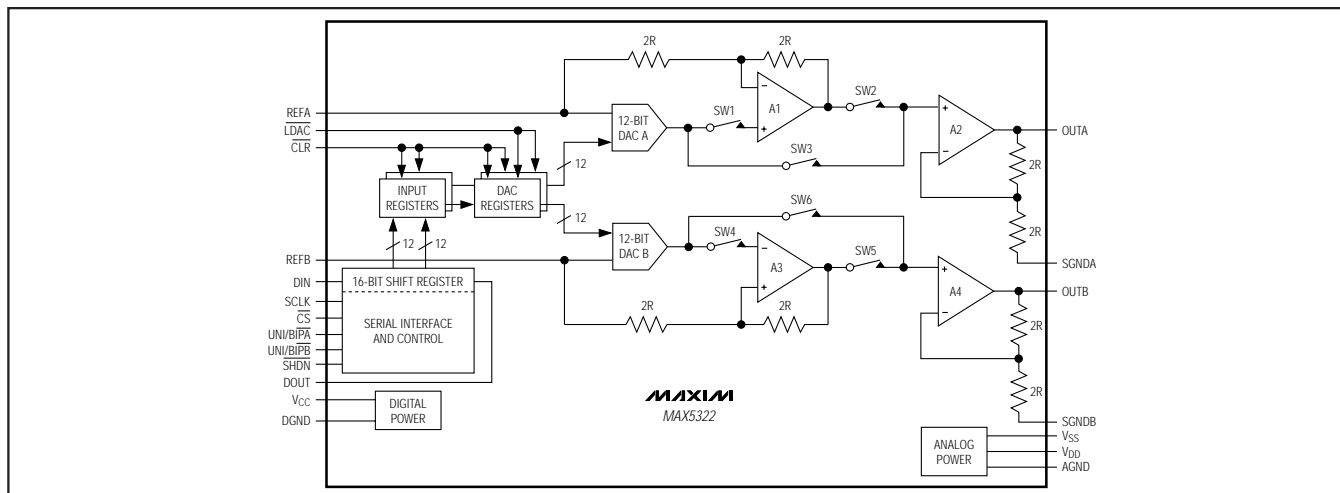 2R
2R
SW2
REFA
LDAC
CLR
12-BIT
DAC A
SW1
A1
A2
OUTA
SW3
12
2R
INPUT
REGISTERS
DAC
REGISTERS
12
SW6
2R
12
12
12-BIT
DAC B
SW4
SW5
REFB
A3
SGNDA
DIN
16-BIT SHIFT REGISTER
A4
OUTB
SCLK
CS
SERIAL INTERFACE
AND CONTROL
2R
2R
2R
UNI/BIPA
UNI/BIPB
SHDN
DOUT
2R
VCC
DIGITAL
POWER
MAXIM
MAX5322
DGND
SGNDB
ANALOG
POWER
VSS
VDD
AGND